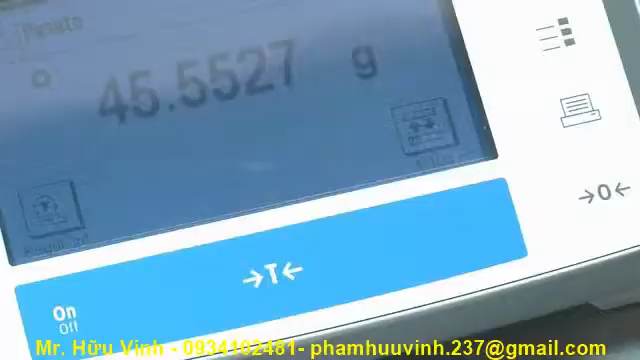 45.5527 g
→0←
→T←
On
Off
Mr. Hữu Vinh - 0934102481- phamhuuvinh.237@gmail.com